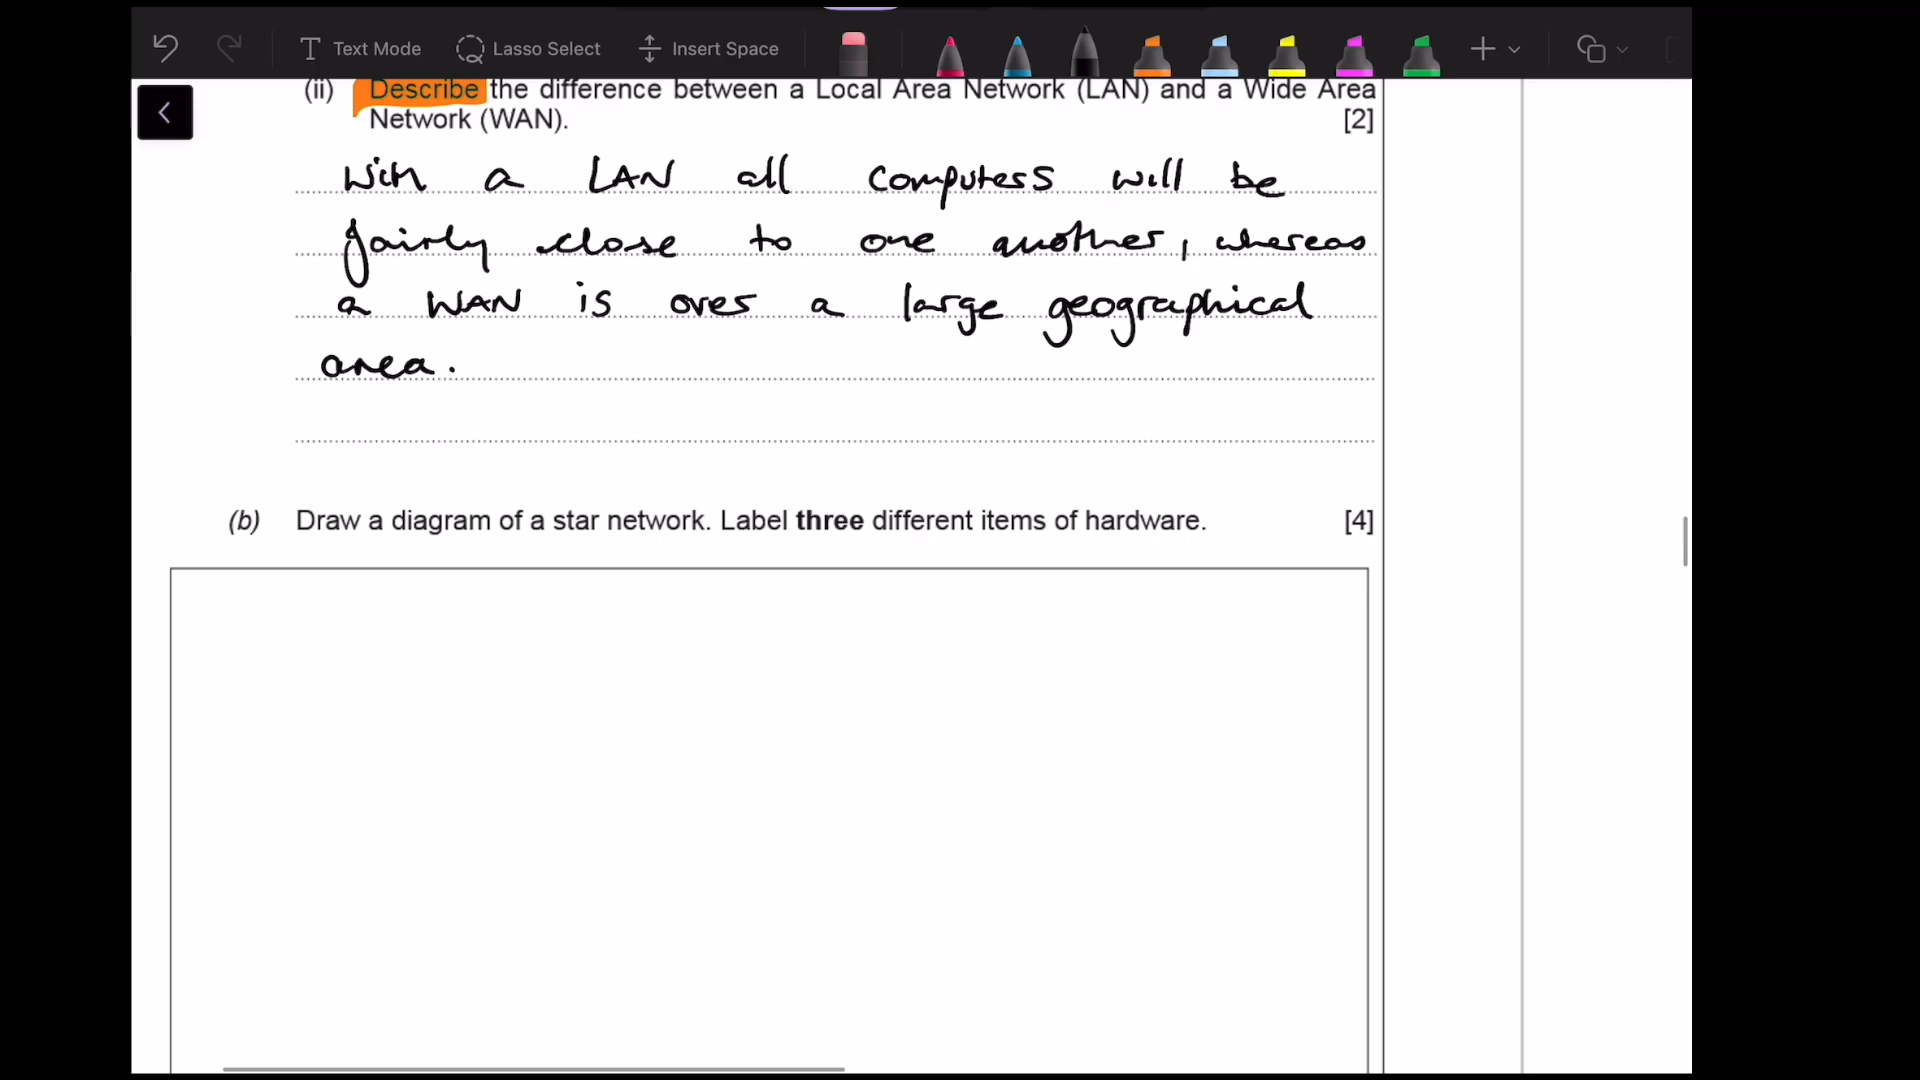 Text Mode Lasso Select Insert Space
(ii) Describe the difference between a Local Area Network (LAN) and a Wide Area
Network (WAN). [2]
With a LAN all computers will be
fairly close to one another, whereas
a WAN is over a large geographical
area.
(b) Draw a diagram of a star network. Label three different items of hardware. [4]